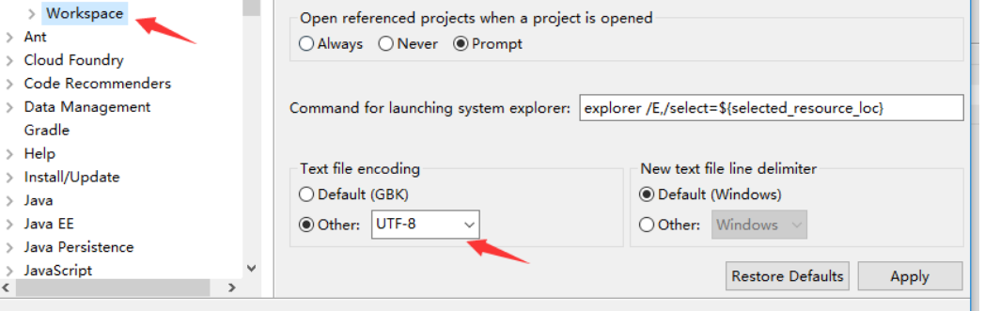 Workspace
Ant
Cloud Foundry
Code Recommenders
Data Management
Gradle
Help
Install/Update
Java
Java EE
Java Persistence
JavaScript
Open referenced projects when a project is opened
Always Never Prompt
Command for launching system explorer: explorer /E,/select=${selected_resource_loc}
Text file encoding
Default (GBK)
Other: UTF-8
New text file line delimiter
Default (Windows)
Other: Windows
Restore Defaults Apply